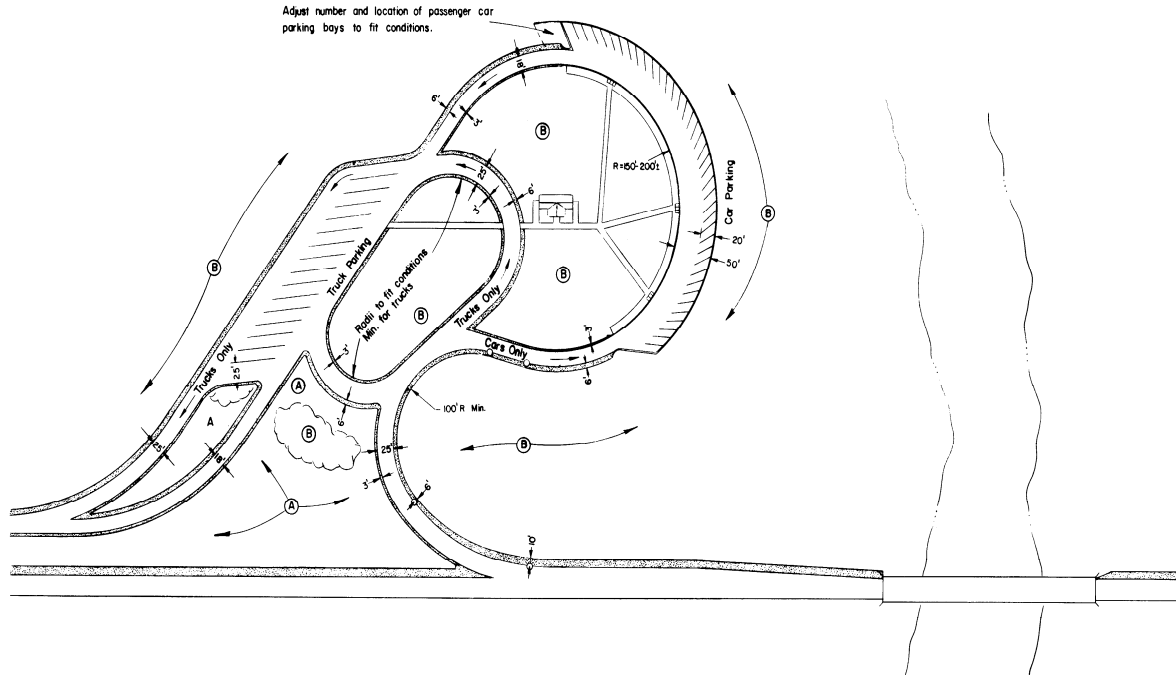 Adjust number and location of passenger car
parking bays to fit conditions.
18'
6'
3'
B
R=150'-200'±
Car Parking
B
25'
3'
6'
20'
50'
B
B
Truck Parking
Radii to fit conditions
Min. for trucks
B
Trucks Only
Cars Only
3'
6'
Trucks Only
25'
3'
A
6'
100' R Min.
A
B
B
25'
18'
25'
3'
6'
A
10'